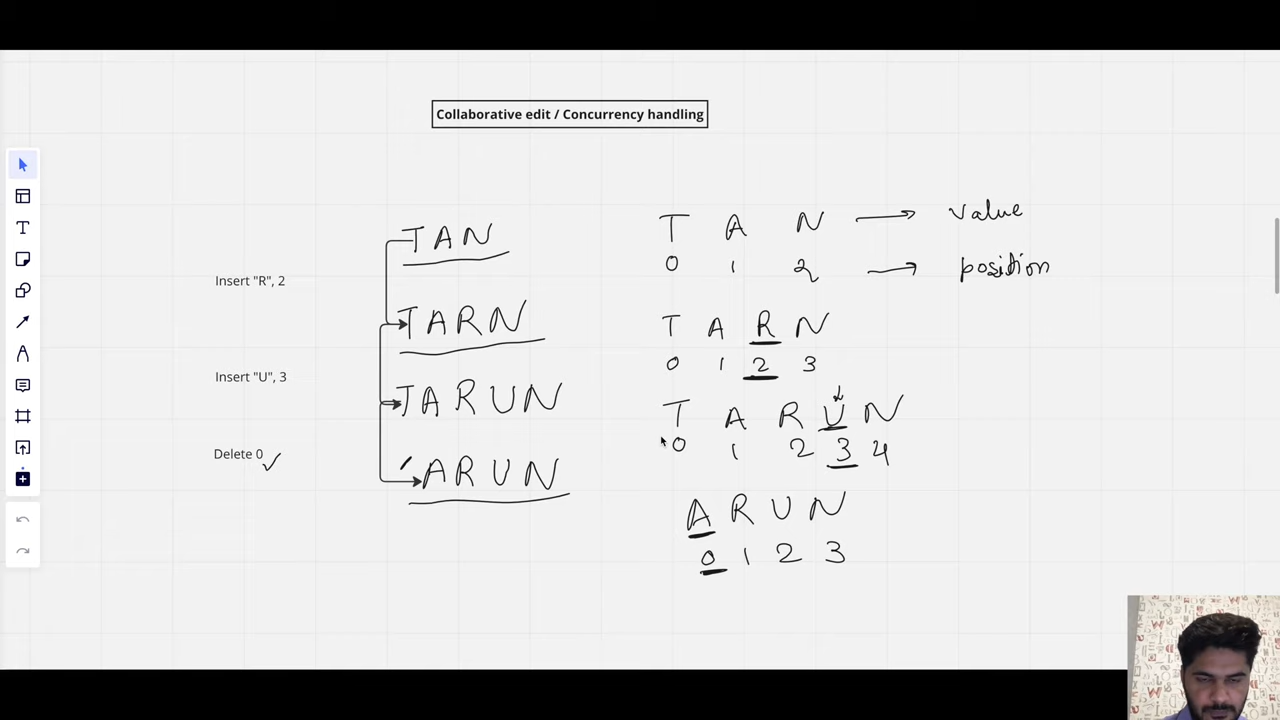 Collaborative edit / Concurrency handling
TAN
Insert "R", 2
TARN
Insert "U", 3
TARUN
Delete 0
ARUN
T A N → value
0 1 2 → position
T A R N
0 1 2 3
T A R U N
0 1 2 3 4
A R U N
0 1 2 3